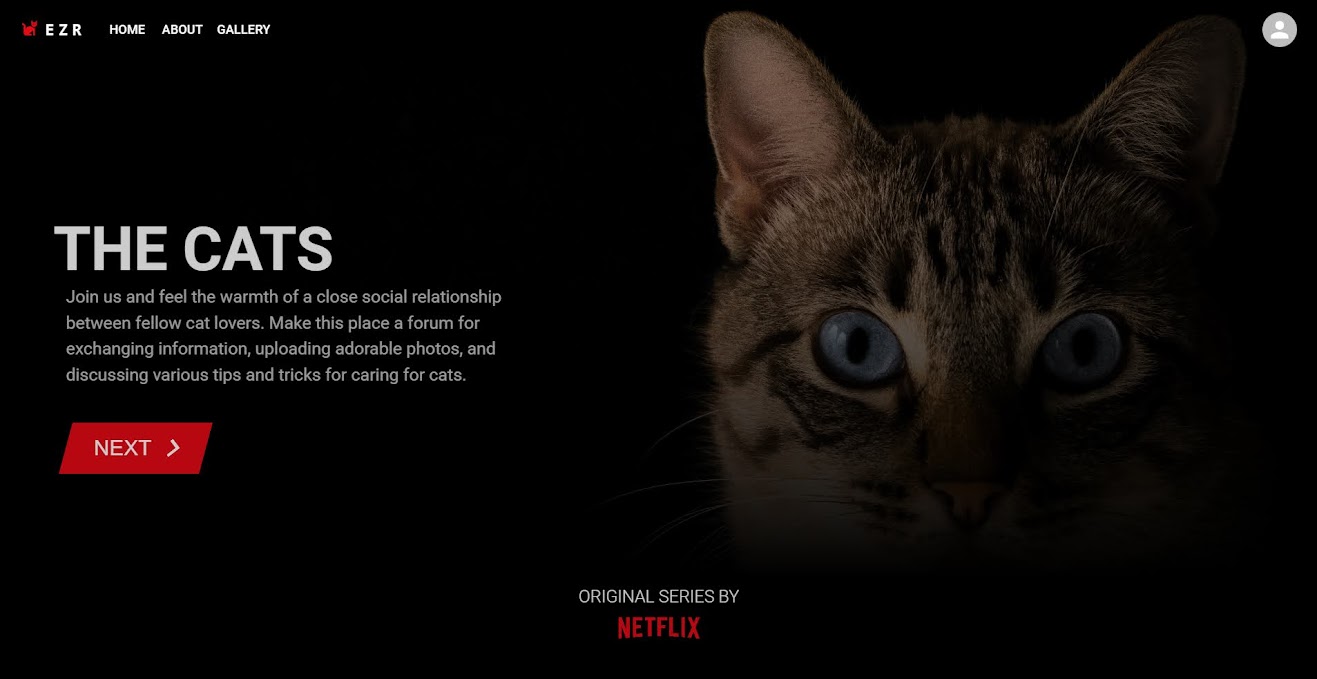 EZR HOME ABOUT GALLERY
THE CATS
Join us and feel the warmth of a close social relationship
between fellow cat lovers. Make this place a forum for
exchanging information, uploading adorable photos, and
discussing various tips and tricks for caring for cats.
NEXT
ORIGINAL SERIES BY
NETFLIX